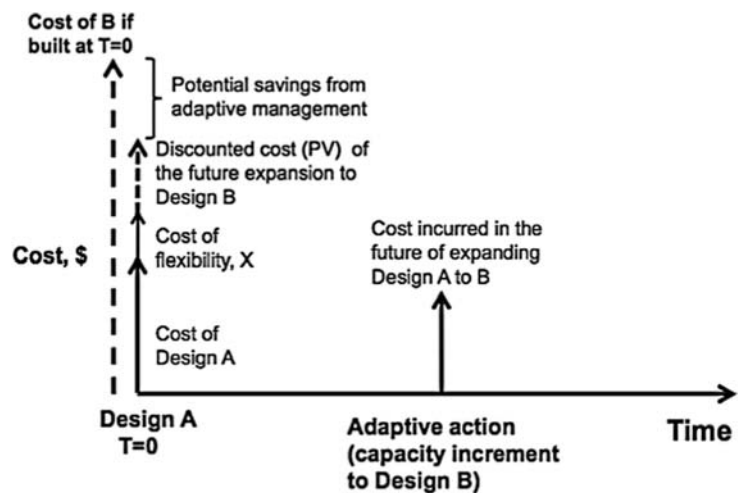 Cost of B if
built at T=0
Potential savings from
adaptive management
Discounted cost (PV) of
the future expansion to
Design B
Cost of
flexibility, X
Cost incurred in the
future of expanding
Design A to B
Cost, $
Cost of
Design A
Design A
T=0
Adaptive action
(capacity increment
to Design B)
Time